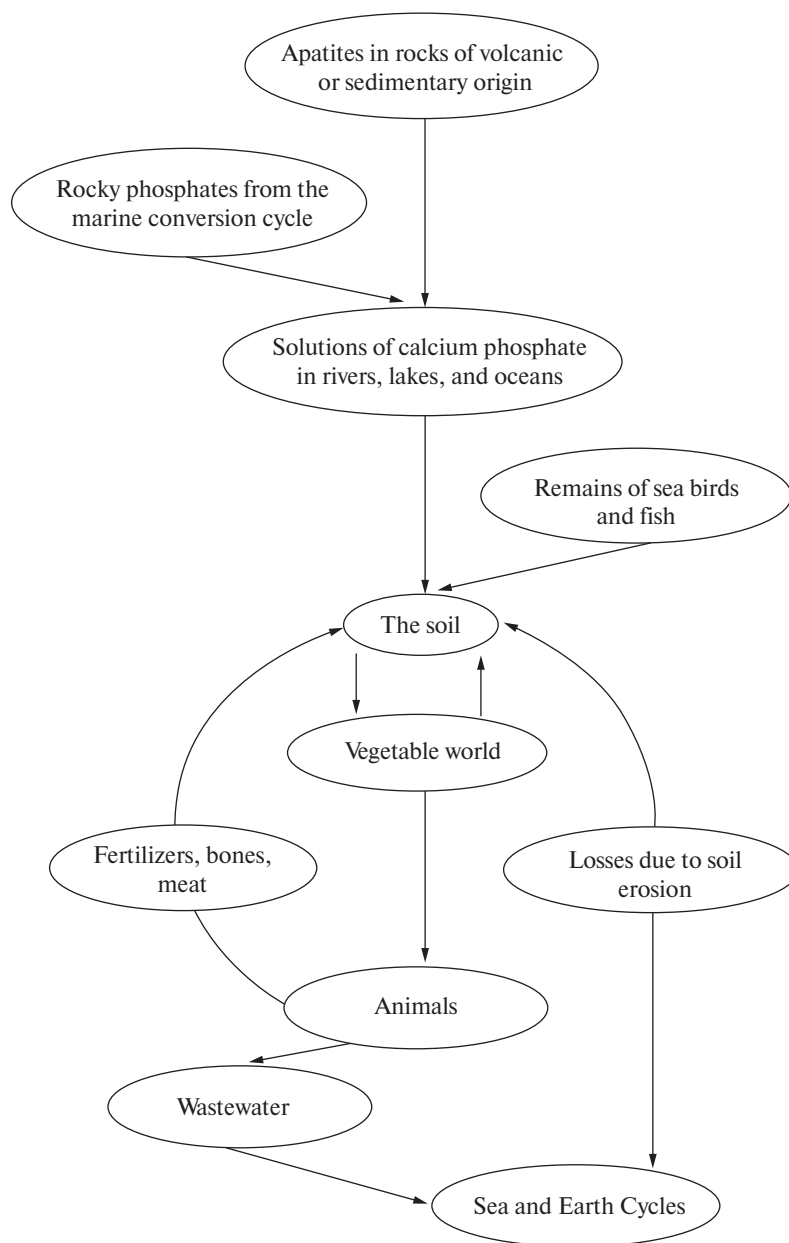 Apatites in rocks of volcanic
or sedimentary origin
Rocky phosphates from the
marine conversion cycle
Solutions of calcium phosphate
in rivers, lakes, and oceans
Remains of sea birds
and fish
The soil
Vegetable world
Fertilizers, bones,
meat
Losses due to soil
erosion
Animals
Wastewater
Sea and Earth Cycles